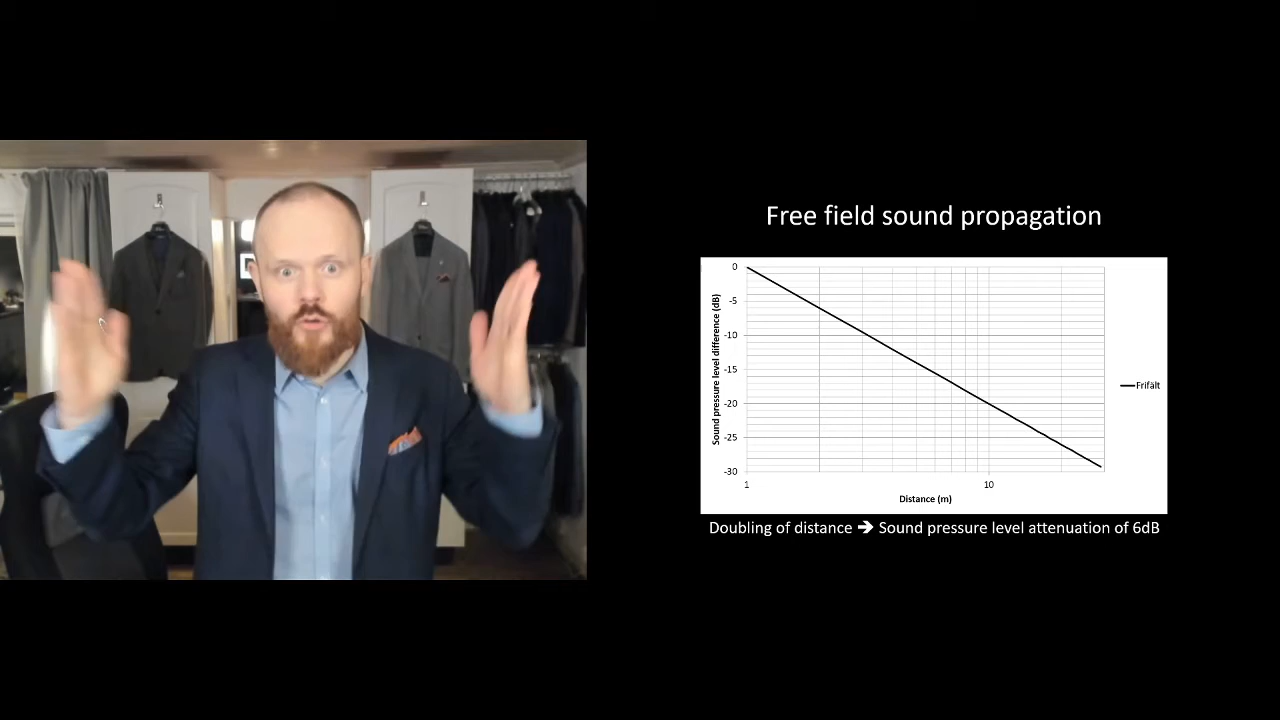 Free field sound propagation
Sound pressure level difference (dB)
0
-5
-10
-15
-20
-25
-30
1
10
Distance (m)
Frifält
Doubling of distance → Sound pressure level attenuation of 6dB